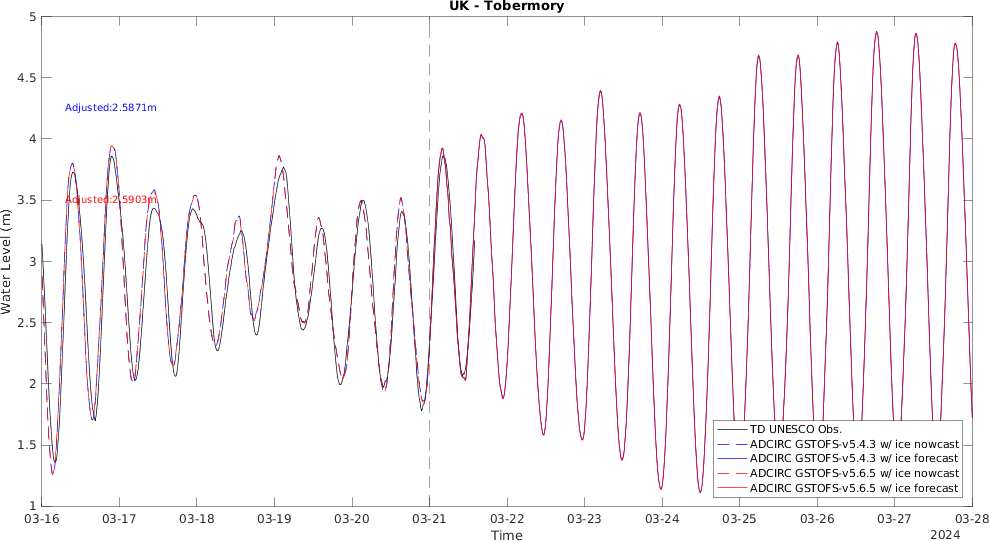 UK - Tobermory
5
4.5
4
3.5
3
2.5
2
1.5
1
Water Level (m)
Adjusted:2.5871m
Adjusted:2.5903m
TD UNESCO Obs.
ADCIRC GSTOFS-v5.4.3 w/ ice nowcast
ADCIRC GSTOFS-v5.4.3 w/ ice forecast
ADCIRC GSTOFS-v5.6.5 w/ ice nowcast
ADCIRC GSTOFS-v5.6.5 w/ ice forecast
03-16 03-17 03-18 03-19 03-20 03-21 03-22 03-23 03-24 03-25 03-26 03-27 03-28
Time
2024